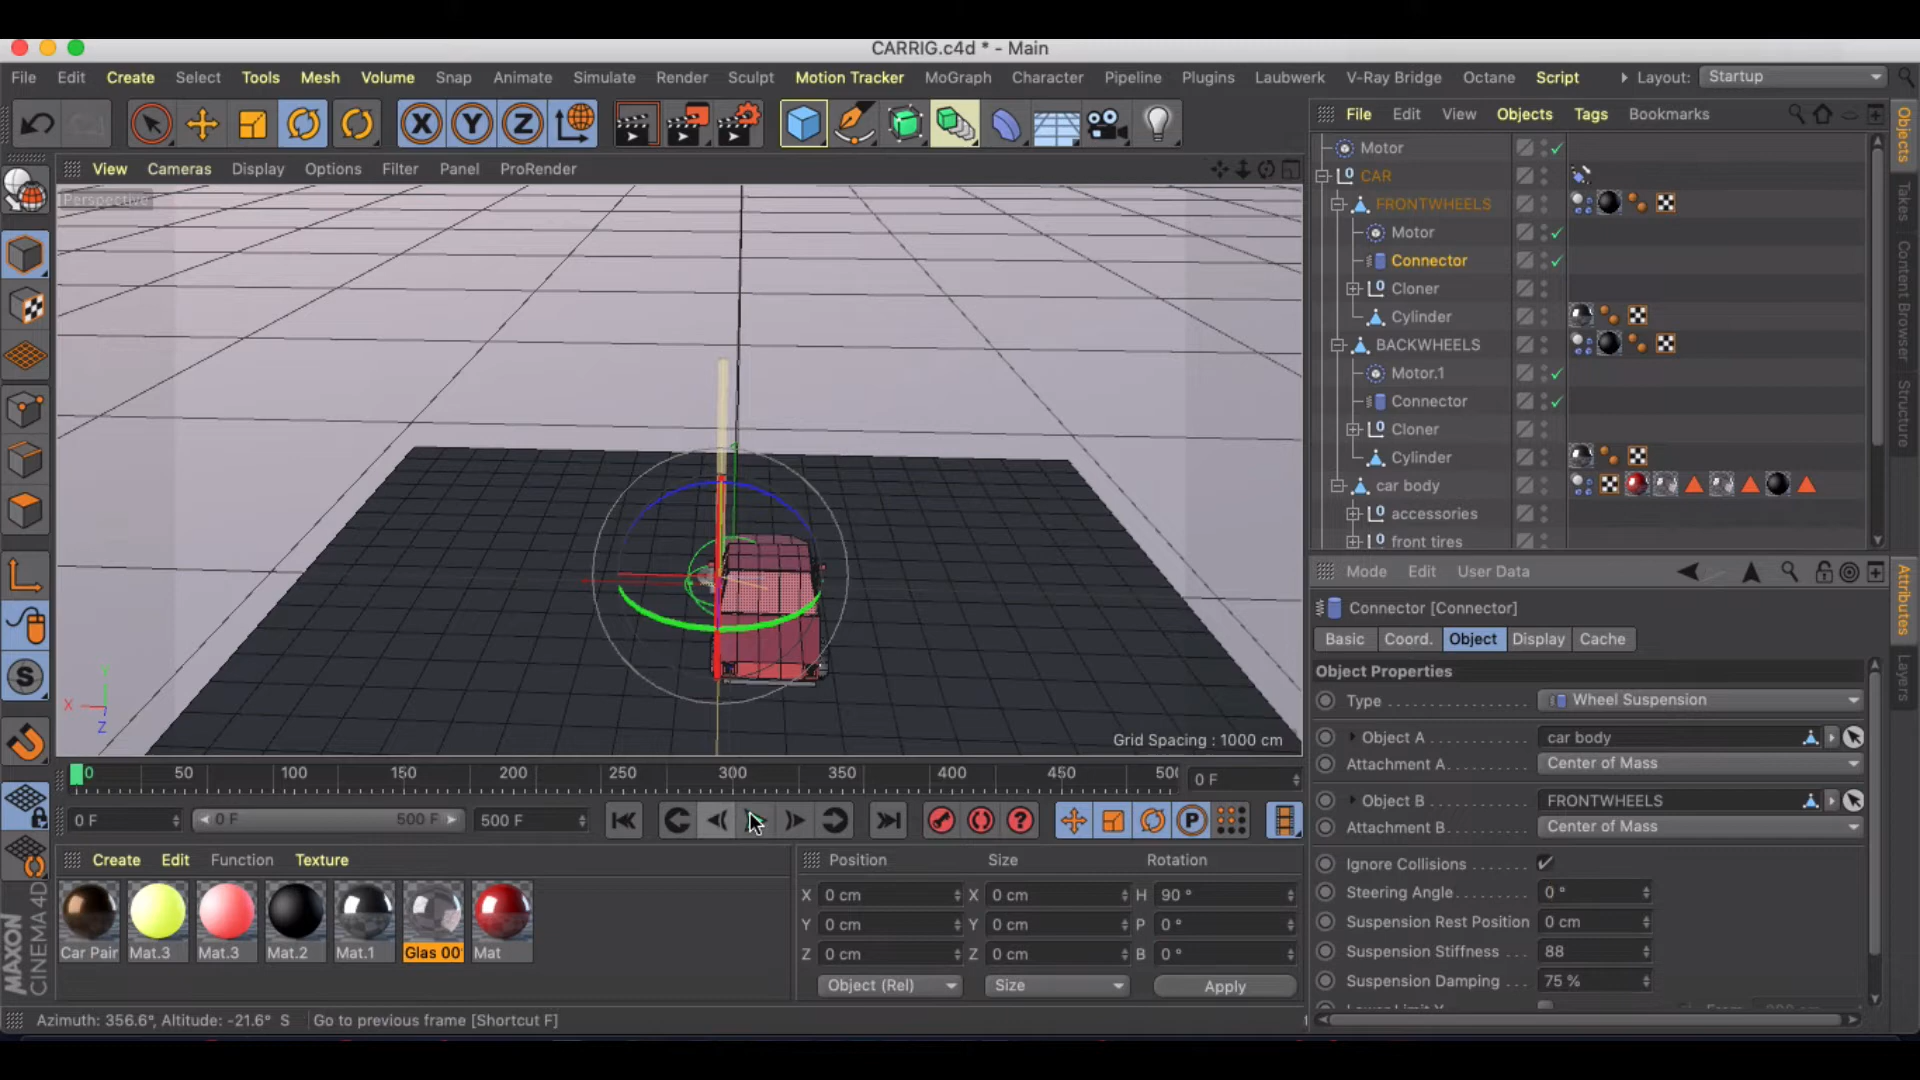 CARRIG.c4d * - Main
File Edit Create Select Tools Mesh Volume Snap Animate Simulate Render Sculpt Motion Tracker MoGraph Character Pipeline Plugins Laubwerk V-Ray Bridge Octane Script Layout: Startup
File Edit View Objects Tags Bookmarks
View Cameras Display Options Filter Panel ProRender
Perspective
Motor
CAR
FRONTWHEELS
Motor
Connector
Cloner
Cylinder
BACKWHEELS
Motor.1
Connector
Cloner
Cylinder
car body
accessories
front tires
Objects
Takes
Content Browser
Structure
Mode Edit User Data
Connector [Connector]
Basic Coord. Object Display Cache
Object Properties
Type Wheel Suspension
Object A car body
Attachment A Center of Mass
Object B FRONTWHEELS
Attachment B Center of Mass
Ignore Collisions
Steering Angle 0 °
Suspension Rest Position 0 cm
Suspension Stiffness 88
Suspension Damping 75 %
Attributes
Layers
Grid Spacing : 1000 cm
X Y Z
0 50 100 150 200 250 300 350 400 450 500 0 F
0 F 0 F 500 F 500 F
Create Edit Function Texture
Car Pair Mat.3 Mat.3 Mat.2 Mat.1 Glas 00 Mat
Position Size Rotation
X 0 cm X 0 cm H 90 °
Y 0 cm Y 0 cm P 0 °
Z 0 cm Z 0 cm B 0 °
Object (Rel) Size Apply
MAXON CINEMA 4D
Azimuth: 356.6°, Altitude: -21.6° S Go to previous frame [Shortcut F]